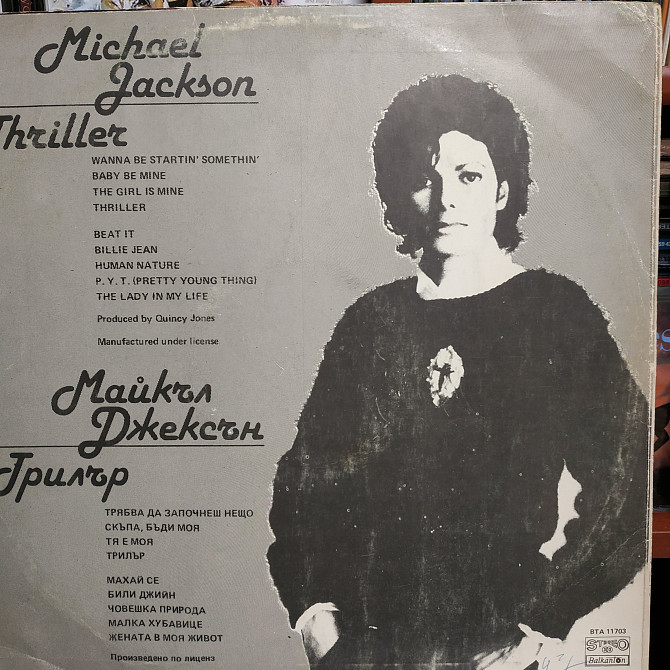 Michael
Jackson
Thriller
WANNA BE STARTIN' SOMETHIN'
BABY BE MINE
THE GIRL IS MINE
THRILLER
BEAT IT
BILLIE JEAN
HUMAN NATURE
P. Y. T. (PRETTY YOUNG THING)
THE LADY IN MY LIFE
Produced by Quincy Jones
Manufactured under license
Майкъл
Джексън
Трилър
ТРЯБВА ДА ЗАПОЧНЕШ НЕЩО
СКЪПА, БЪДИ МОЯ
ТЯ Е МОЯ
ТРИЛЪР
МАХАЙ СЕ
БИЛИ ДЖИЙН
ЧОВЕШКА ПРИРОДА
МАЛКА ХУБАВИЦЕ
ЖЕНАТА В МОЯ ЖИВОТ
Произведено по лиценз
ВТА 11703
STEREO
33
Balkanton